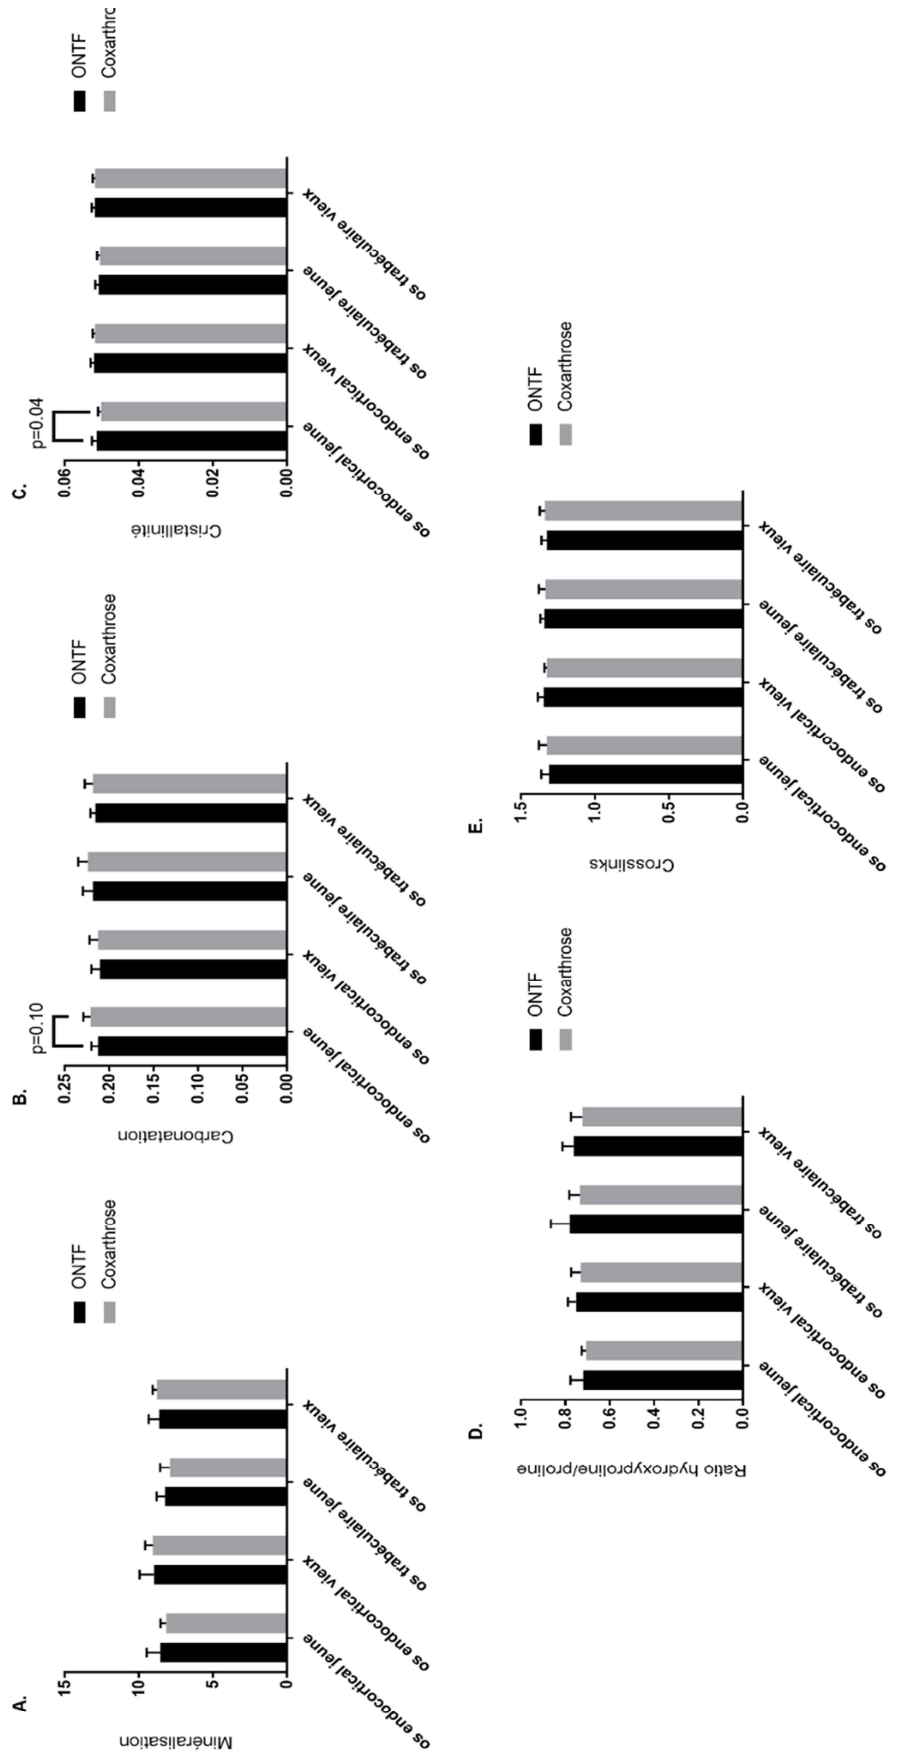 A.
Minéralisation
15
10
5
0
os endocortical jeune
os endocortical vieux
os trabéculaire jeune
os trabéculaire vieux
ONTF
Coxarthrose
B.
Carbonatation
0.25
0.20
0.15
0.10
0.05
0.00
p=0.10
os endocortical jeune
os endocortical vieux
os trabéculaire jeune
os trabéculaire vieux
ONTF
Coxarthrose
C.
Cristallinité
0.06
0.04
0.02
0.00
p=0.04
os endocortical jeune
os endocortical vieux
os trabéculaire jeune
os trabéculaire vieux
ONTF
Coxarthrc
D.
Ratio hydroxyproline/proline
1.0
0.8
0.6
0.4
0.2
0.0
os endocortical jeune
os endocortical vieux
os trabéculaire jeune
os trabéculaire vieux
ONTF
Coxarthrose
E.
Crosslinks
1.5
1.0
0.5
0.0
os endocortical jeune
os endocortical vieux
os trabéculaire jeune
os trabéculaire vieux
ONTF
Coxarthrose